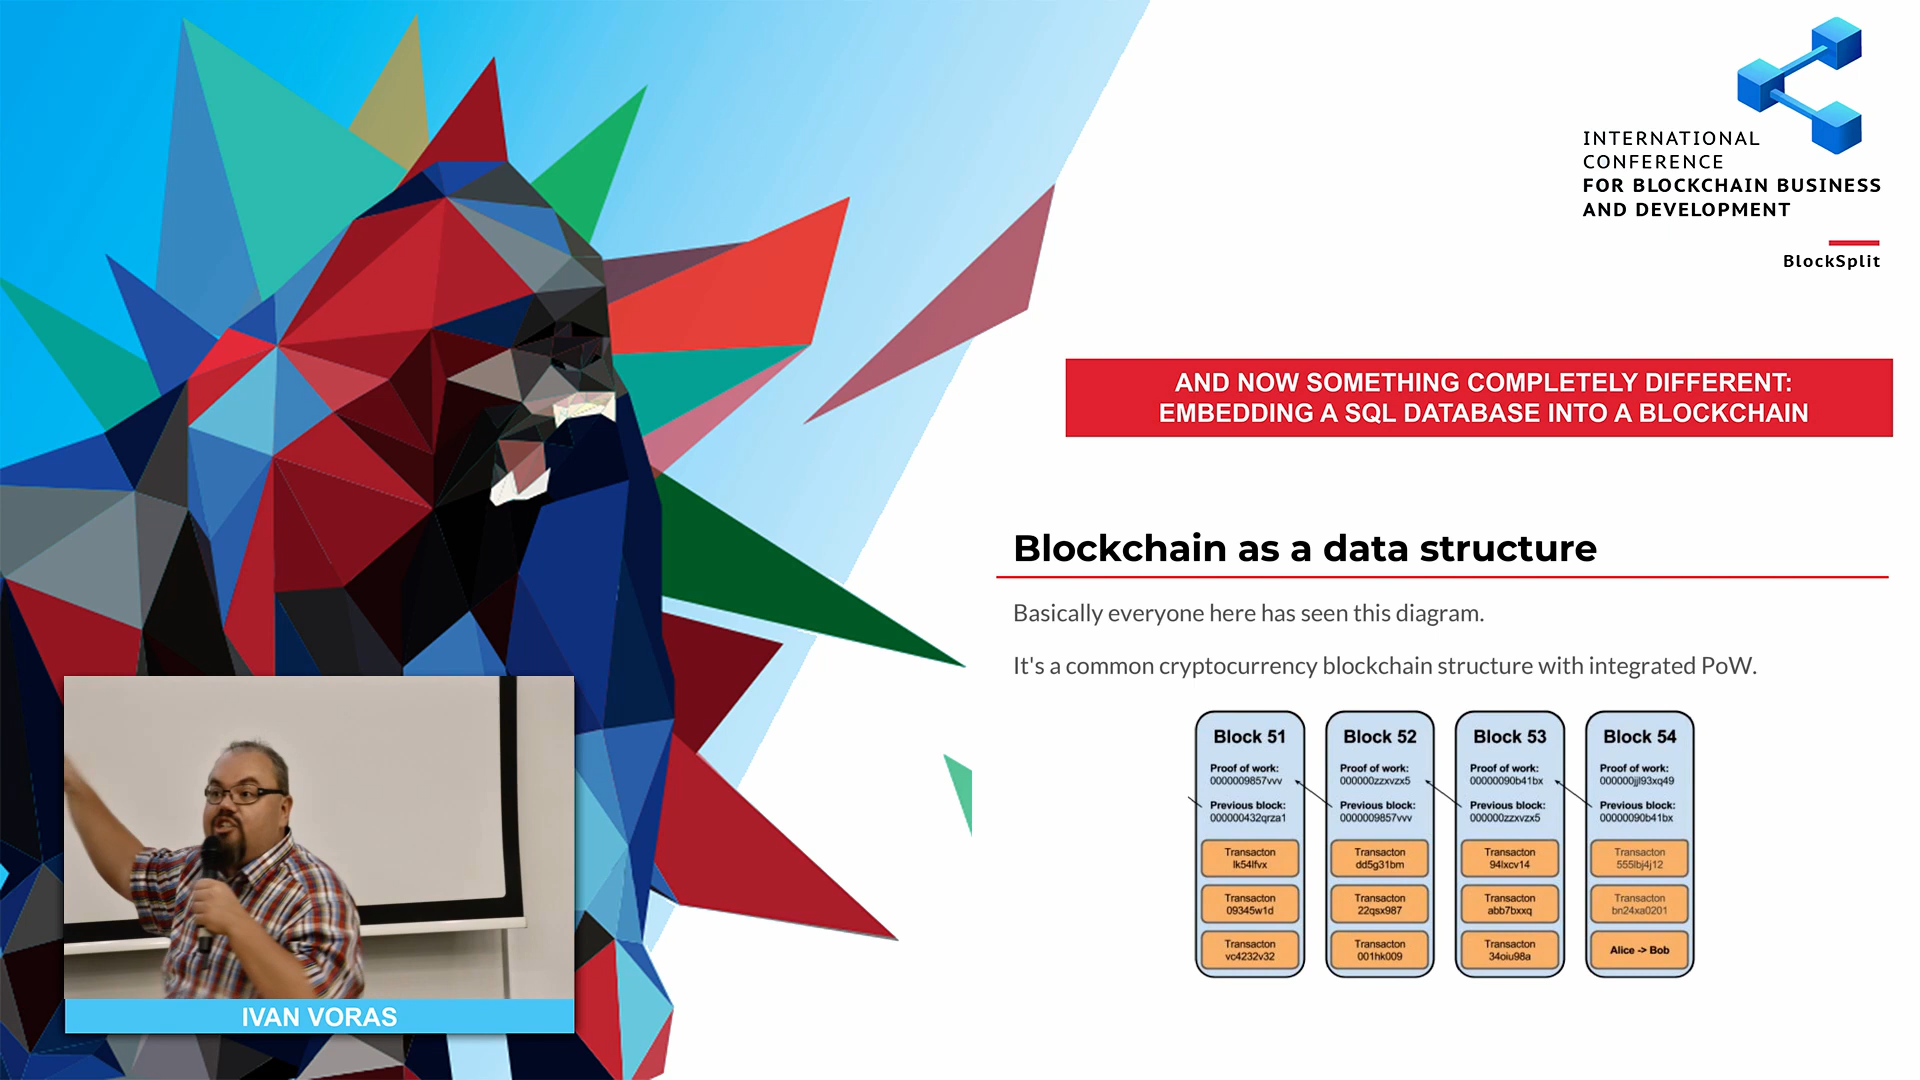 INTERNATIONAL
CONFERENCE
FOR BLOCKCHAIN BUSINESS
AND DEVELOPMENT
BlockSplit
AND NOW SOMETHING COMPLETELY DIFFERENT:
EMBEDDING A SQL DATABASE INTO A BLOCKCHAIN
Blockchain as a data structure
Basically everyone here has seen this diagram.
It's a common cryptocurrency blockchain structure with integrated PoW.
Block 51
Proof of work:
0000009857vvv
Previous block:
000000432qrza1
Transacton
lk54lfvx
Transacton
09345w1d
Transacton
vc4232v32
Block 52
Proof of work:
000000zzxvzx5
Previous block:
0000009857vvv
Transacton
dd5g31bm
Transacton
22qsx987
Transacton
001hk009
Block 53
Proof of work:
00000090b41bx
Previous block:
000000zzxvzx5
Transacton
94lxcv14
Transacton
abb7bxxq
Transacton
34oiu98a
Block 54
Proof of work:
000000jjl93xq49
Previous block:
00000090b41bx
Transacton
555lbj4j12
Transacton
bn24xa0201
Alice -> Bob
IVAN VORAS